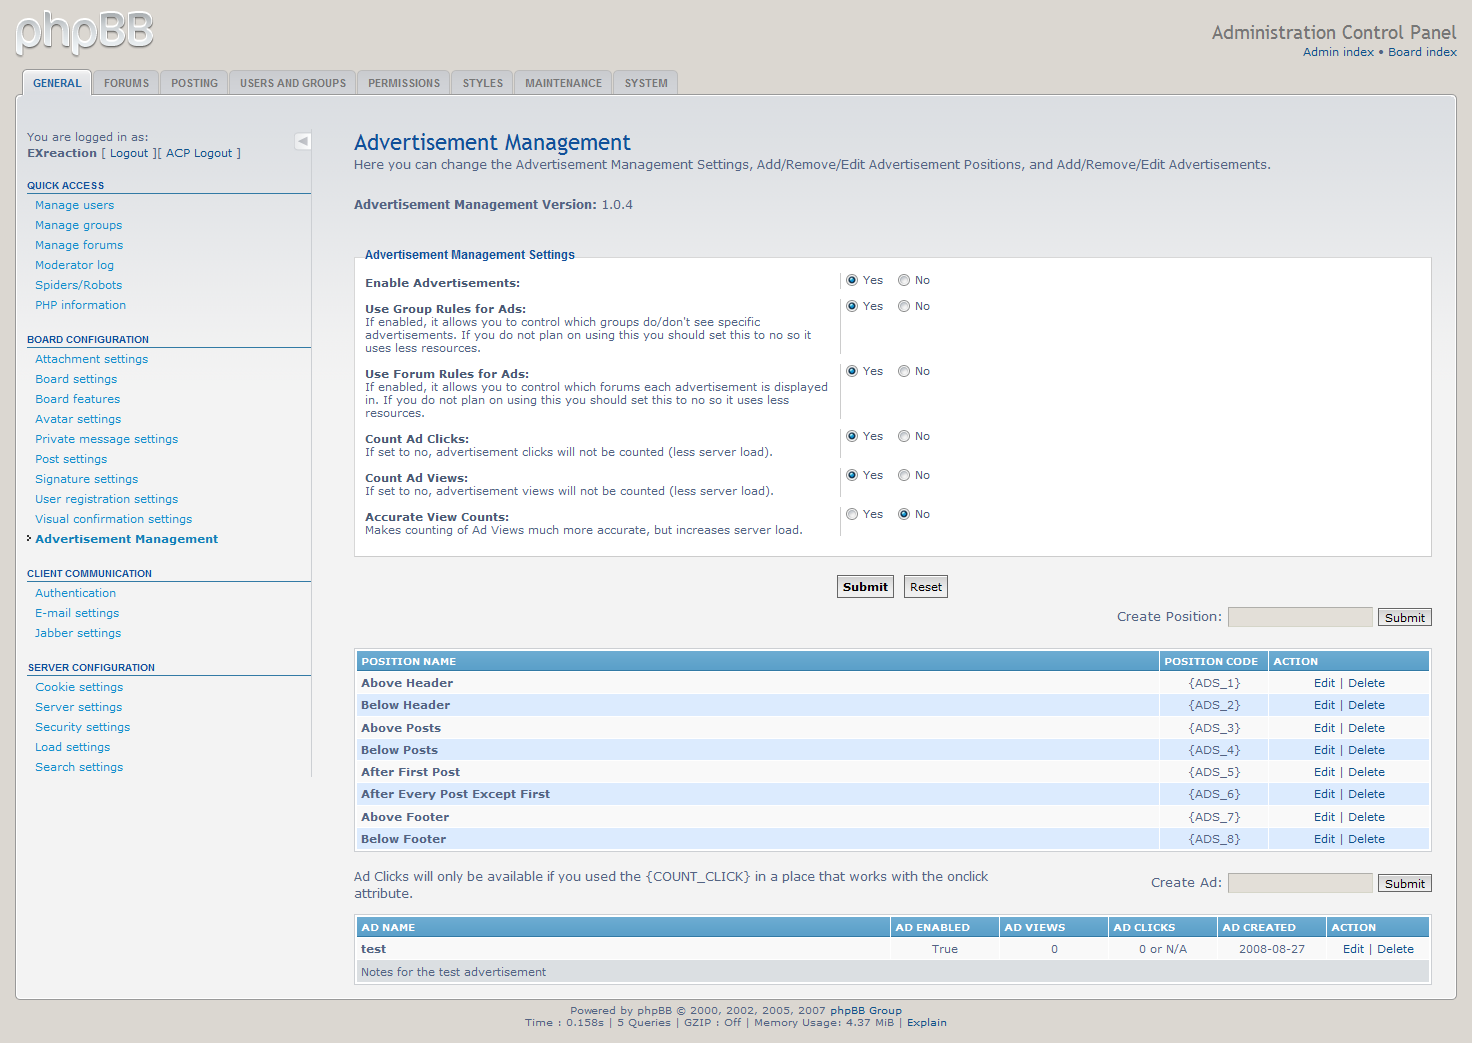 phpBB
Administration Control Panel
Admin index • Board index
GENERAL FORUMS POSTING USERS AND GROUPS PERMISSIONS STYLES MAINTENANCE SYSTEM
You are logged in as:
EXreaction [ Logout ][ ACP Logout ]
QUICK ACCESS
Manage users
Manage groups
Manage forums
Moderator log
Spiders/Robots
PHP information
BOARD CONFIGURATION
Attachment settings
Board settings
Board features
Avatar settings
Private message settings
Post settings
Signature settings
User registration settings
Visual confirmation settings
Advertisement Management
CLIENT COMMUNICATION
Authentication
E-mail settings
Jabber settings
SERVER CONFIGURATION
Cookie settings
Server settings
Security settings
Load settings
Search settings
Advertisement Management
Here you can change the Advertisement Management Settings, Add/Remove/Edit Advertisement Positions, and Add/Remove/Edit Advertisements.
Advertisement Management Version: 1.0.4
Advertisement Management Settings
Enable Advertisements: Yes No
Use Group Rules for Ads: Yes No
If enabled, it allows you to control which groups do/don't see specific
advertisements. If you do not plan on using this you should set this to no so it
uses less resources.
Use Forum Rules for Ads: Yes No
If enabled, it allows you to control which forums each advertisement is displayed
in. If you do not plan on using this you should set this to no so it uses less
resources.
Count Ad Clicks: Yes No
If set to no, advertisement clicks will not be counted (less server load).
Count Ad Views: Yes No
If set to no, advertisement views will not be counted (less server load).
Accurate View Counts: Yes No
Makes counting of Ad Views much more accurate, but increases server load.
Submit Reset
Create Position: Submit
POSITION NAME POSITION CODE ACTION
Above Header {ADS_1} Edit | Delete
Below Header {ADS_2} Edit | Delete
Above Posts {ADS_3} Edit | Delete
Below Posts {ADS_4} Edit | Delete
After First Post {ADS_5} Edit | Delete
After Every Post Except First {ADS_6} Edit | Delete
Above Footer {ADS_7} Edit | Delete
Below Footer {ADS_8} Edit | Delete
Ad Clicks will only be available if you used the {COUNT_CLICK} in a place that works with the onclick
attribute.
Create Ad: Submit
AD NAME AD ENABLED AD VIEWS AD CLICKS AD CREATED ACTION
test True 0 0 or N/A 2008-08-27 Edit | Delete
Notes for the test advertisement
Powered by phpBB © 2000, 2002, 2005, 2007 phpBB Group
Time : 0.158s | 5 Queries | GZIP : Off | Memory Usage: 4.37 MiB | Explain